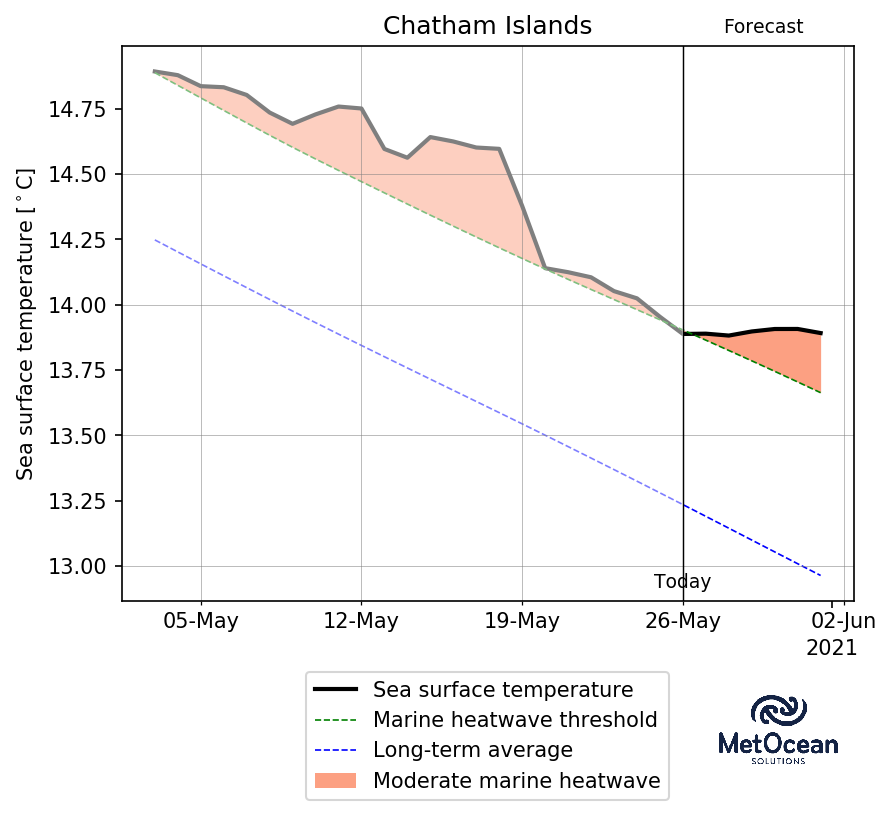 Chatham Islands
Forecast
Sea surface temperature [°C]
14.75
14.50
14.25
14.00
13.75
13.50
13.25
13.00
Today
05-May 12-May 19-May 26-May 02-Jun
2021
Sea surface temperature
Marine heatwave threshold
Long-term average
Moderate marine heatwave
MetOcean
SOLUTIONS